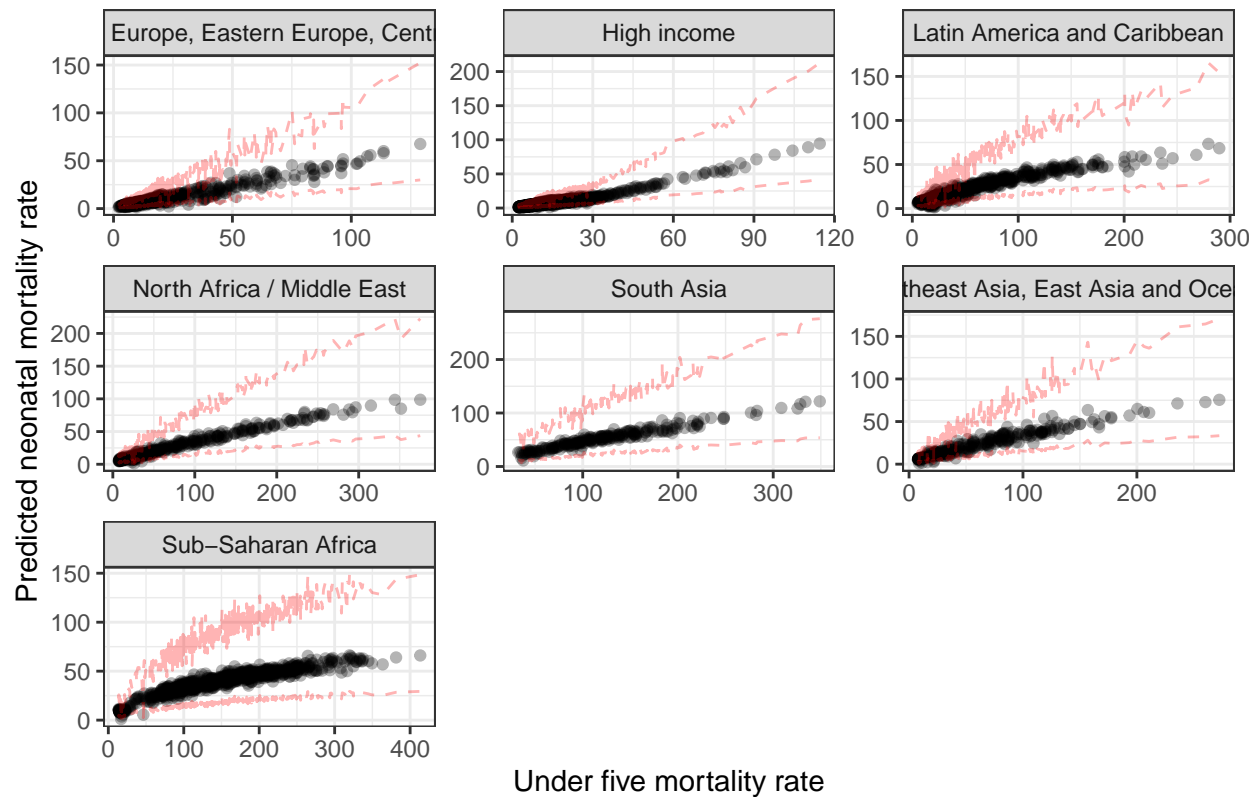 Europe, Eastern Europe, Cent
High income
Latin America and Caribbean
150
100
50
0
0 50 100
200
150
100
50
0
0 30 60 90 120
150
100
50
0
0 100 200 300
North Africa / Middle East
South Asia
theast Asia, East Asia and Ocea
200
150
100
50
0
0 100 200 300
200
100
0
100 200 300
150
100
50
0
0 100 200
Sub−Saharan Africa
150
100
50
0
0 100 200 300 400
Predicted neonatal mortality rate
Under five mortality rate